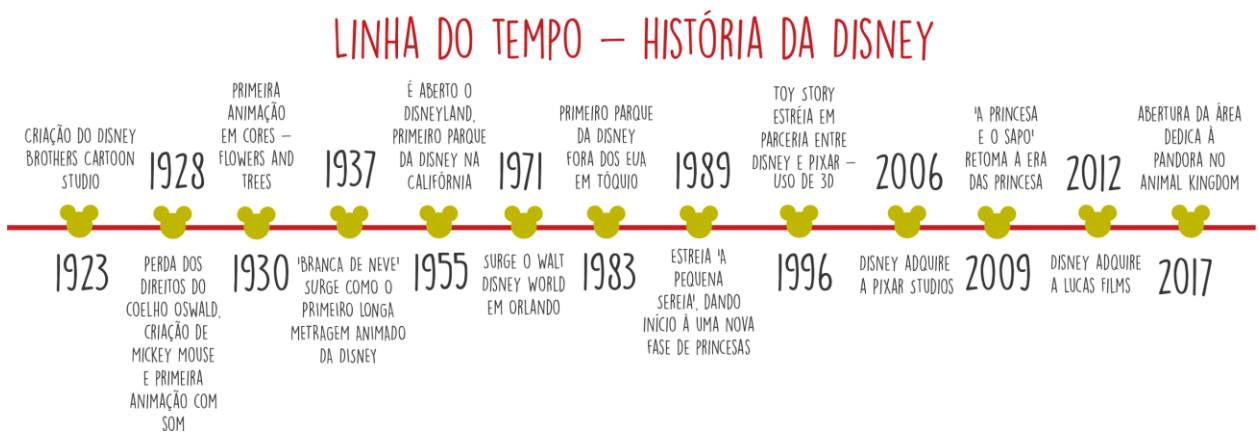 LINHA DO TEMPO – HISTÓRIA DA DISNEY
CRIAÇÃO DO DISNEY
BROTHERS CARTOON
STUDIO
1923
1928
PERDA DOS
DIREITOS DO
COELHO OSWALD,
CRIAÇÃO DE
MICKEY MOUSE
E PRIMEIRA
ANIMAÇÃO COM
SOM
PRIMEIRA
ANIMAÇÃO
EM CORES –
FLOWERS AND
TREES
1930
1937
'BRANCA DE NEVE'
SURGE COMO O
PRIMEIRO LONGA
METRAGEM ANIMADO
DA DISNEY
É ABERTO O
DISNEYLAND,
PRIMEIRO PARQUE
DA DISNEY NA
CALIFÓRNIA
1955
1971
SURGE O WALT
DISNEY WORLD
EM ORLANDO
PRIMEIRO PARQUE
DA DISNEY
FORA DOS EUA
EM TÓQUIO
1983
1989
ESTREIA 'A
PEQUENA
SEREIA', DANDO
INÍCIO À UMA NOVA
FASE DE PRINCESAS
TOY STORY
ESTRÉIA EM
PARCERIA ENTRE
DISNEY E PIXAR –
USO DE 3D
1996
2006
DISNEY ADQUIRE
A PIXAR STUDIOS
'A PRINCESA
E O SAPO'
RETOMA A ERA
DAS PRINCESA
2009
2012
DISNEY ADQUIRE
A LUCAS FILMS
ABERTURA DA ÁREA
DEDICA À
PANDORA NO
ANIMAL KINGDOM
2017